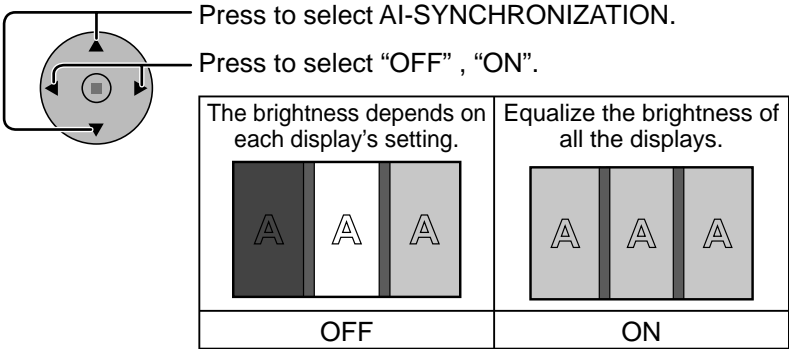 Press to select AI-SYNCHRONIZATION.
Press to select “OFF” , “ON”.
The brightness depends on
each display’s setting.
Equalize the brightness of
all the displays.
A A A
A A A
OFF
ON